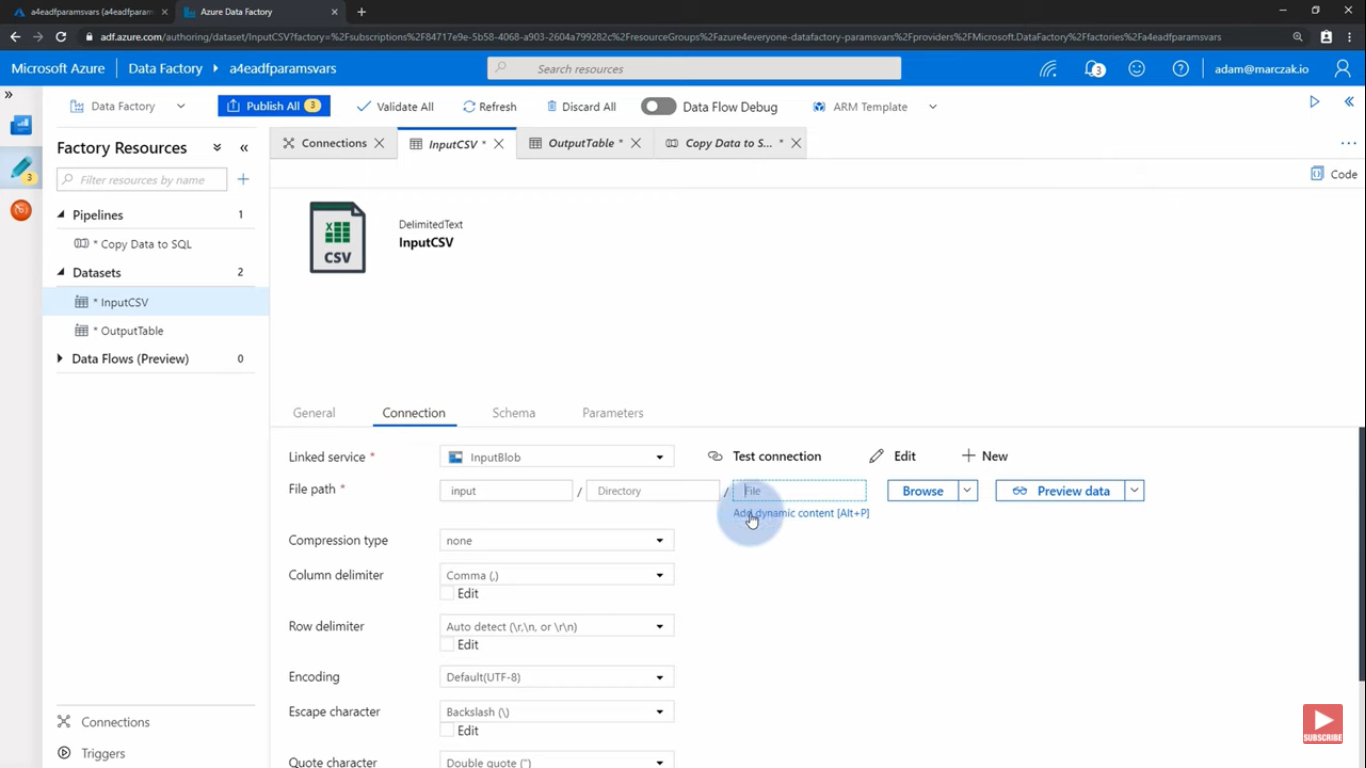 a4eadfparamsvars (a4eadfparam
Azure Data Factory
adf.azure.com/authoring/dataset/InputCSV?factory=%2Fsubscriptions%2F84717e9e-5b58-4068-a903-2604a799282c%2FresourceGroups%2Fazure4everyone-datafactory-paramsvars%2Fproviders%2FMicrosoft.DataFactory%2Ffactories%2Fa4eadfparamsvars
Microsoft Azure
Data Factory
a4eadfparamsvars
Search resources
3
adam@marczak.io
Data Factory
Publish All 3
Validate All
Refresh
Discard All
Data Flow Debug
ARM Template
3
Factory Resources
Filter resources by name
Pipelines 1
* Copy Data to SQL
Datasets 2
* InputCSV
* OutputTable
Data Flows (Preview) 0
Connections
Triggers
Connections
InputCSV *
OutputTable *
Copy Data to S... *
Code
CSV
DelimitedText
InputCSV
General
Connection
Schema
Parameters
Linked service * InputBlob Test connection Edit New
File path * input / Directory / File Browse Preview data
Add dynamic content [Alt+P]
Compression type none
Column delimiter Comma (,)
Edit
Row delimiter Auto detect (\r,\n, or \r\n)
Edit
Encoding Default(UTF-8)
Escape character Backslash (\)
Edit
Quote character Double quote (")
SUBSCRIBE